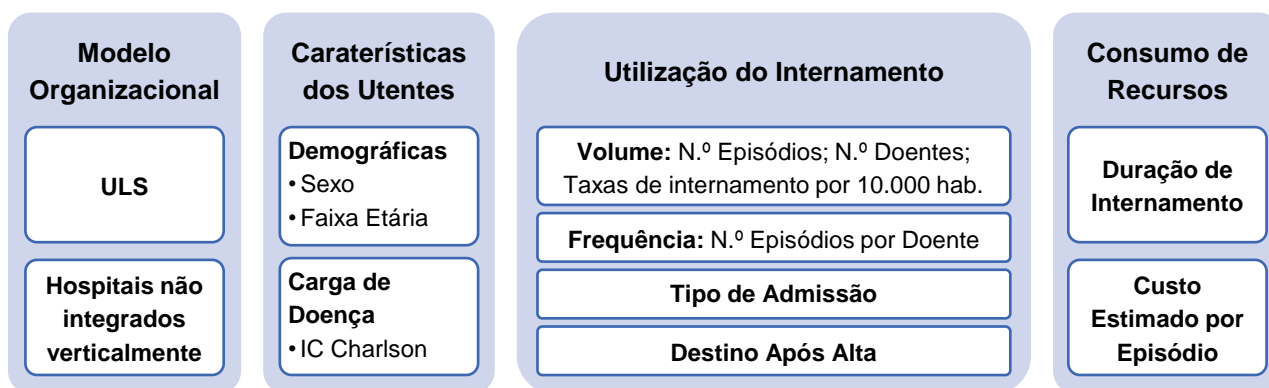 Modelo
Organizacional
ULS
Hospitais não
integrados
verticalmente
Caraterísticas
dos Utentes
Demográficas
• Sexo
• Faixa Etária
Carga de
Doença
• IC Charlson
Utilização do Internamento
Volume: N.º Episódios; N.º Doentes;
Taxas de internamento por 10.000 hab.
Frequência: N.º Episódios por Doente
Tipo de Admissão
Destino Após Alta
Consumo de
Recursos
Duração de
Internamento
Custo
Estimado por
Episódio